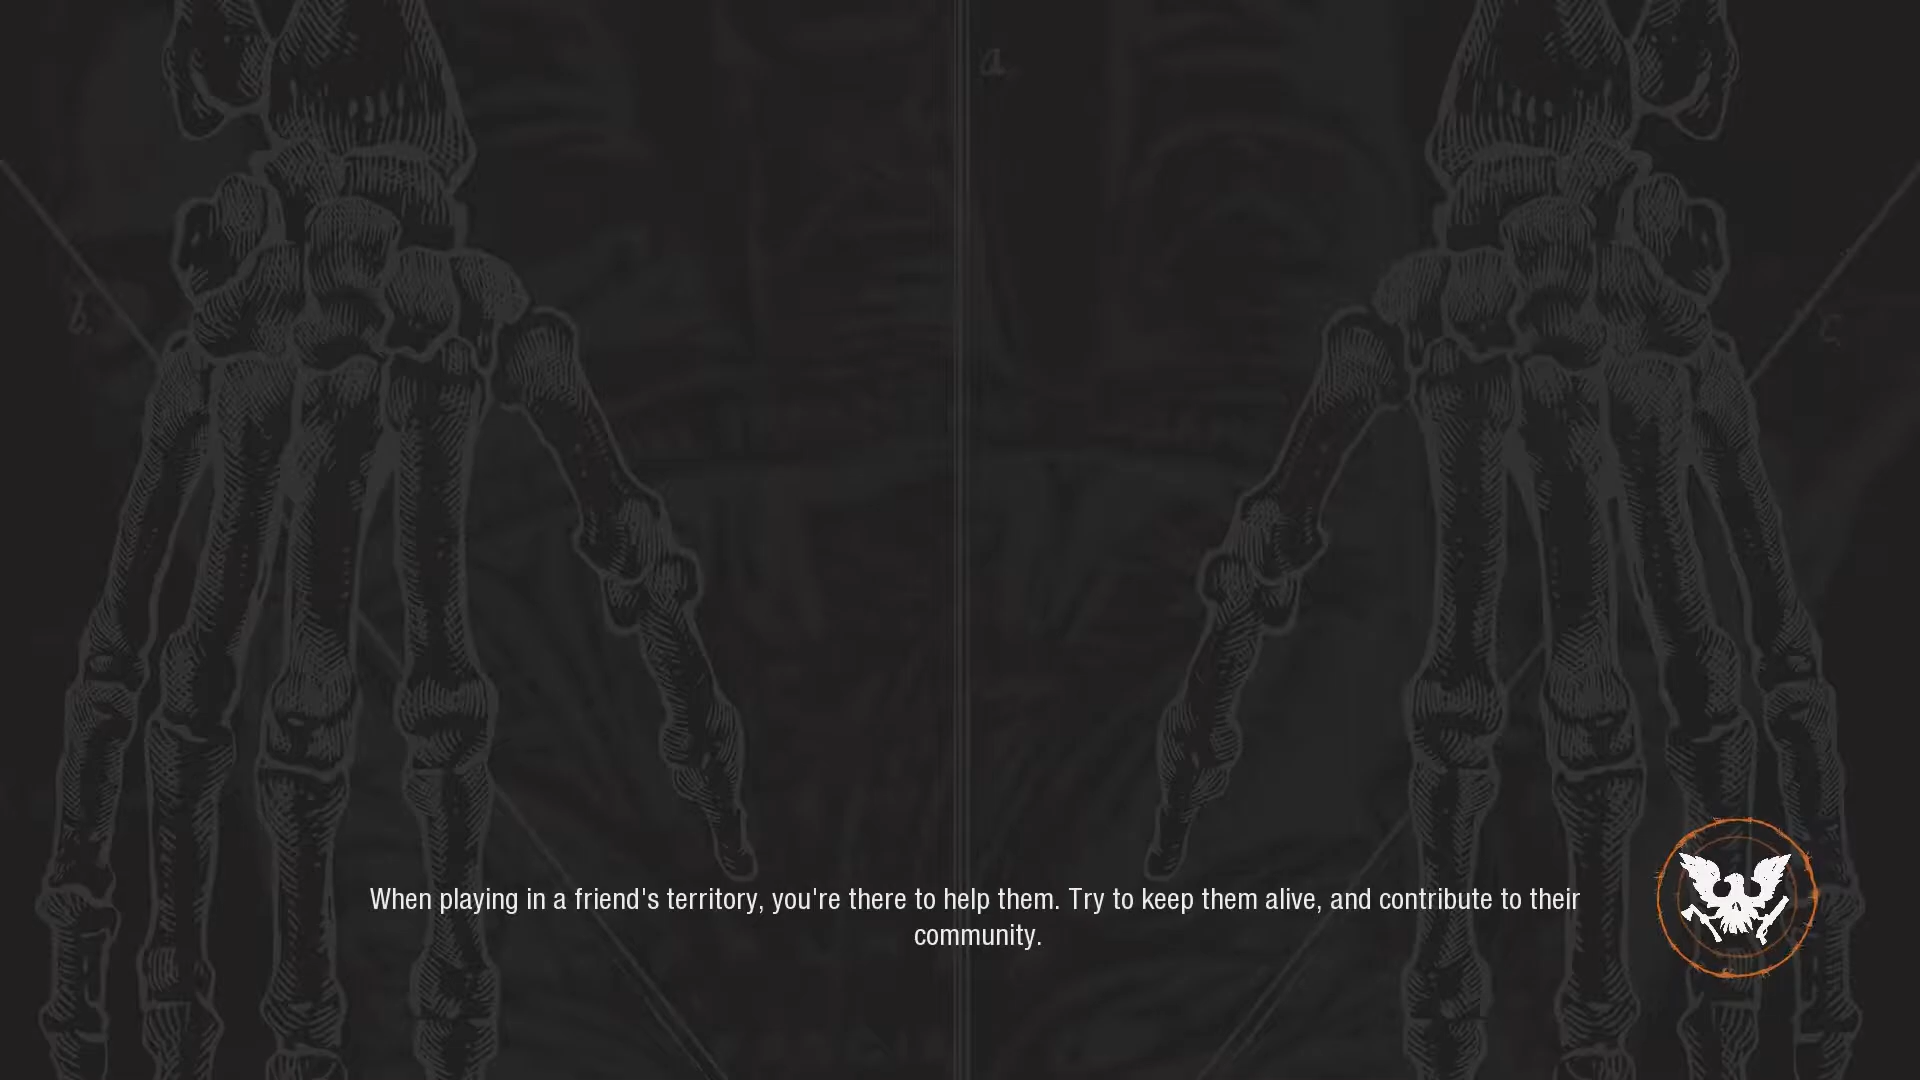 a.
b.
c
When playing in a friend's territory, you're there to help them. Try to keep them alive, and contribute to their
community.